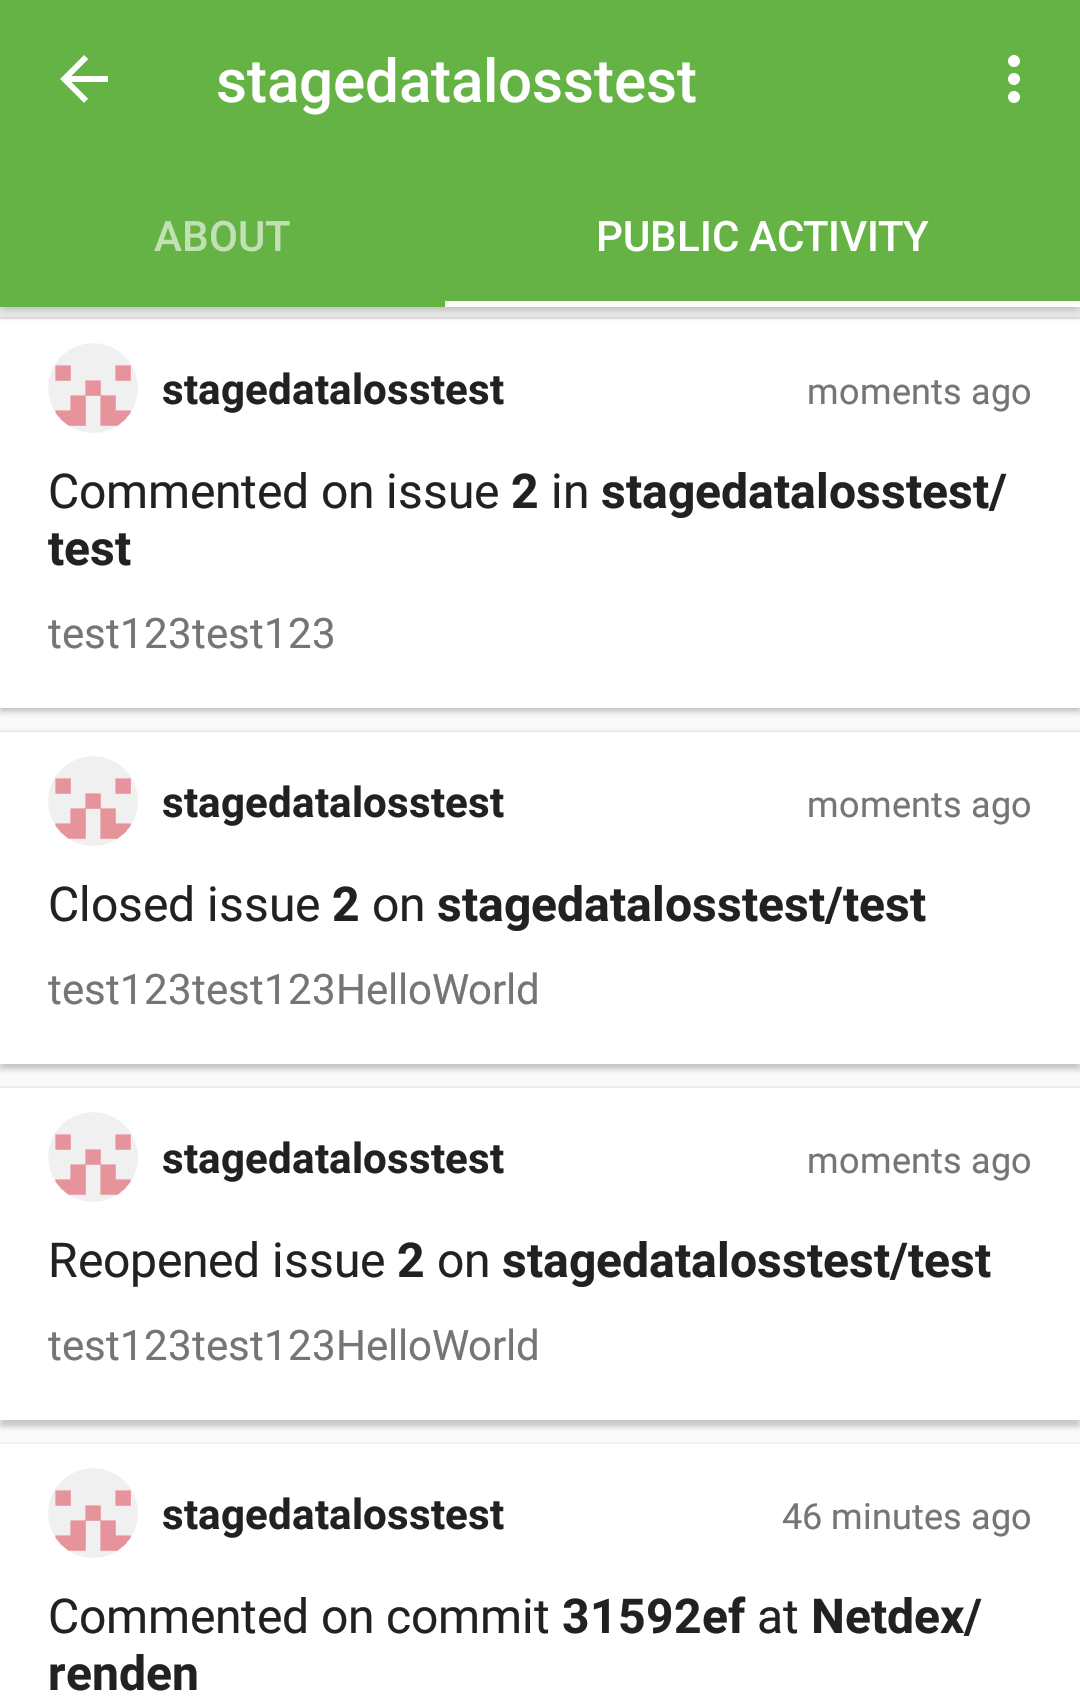 stagedatalosstest
ABOUT
PUBLIC ACTIVITY
stagedatalosstest
moments ago
Commented on issue 2 in stagedatalosstest/
test
test123test123
stagedatalosstest
moments ago
Closed issue 2 on stagedatalosstest/test
test123test123HelloWorld
stagedatalosstest
moments ago
Reopened issue 2 on stagedatalosstest/test
test123test123HelloWorld
stagedatalosstest
46 minutes ago
Commented on commit 31592ef at Netdex/
renden